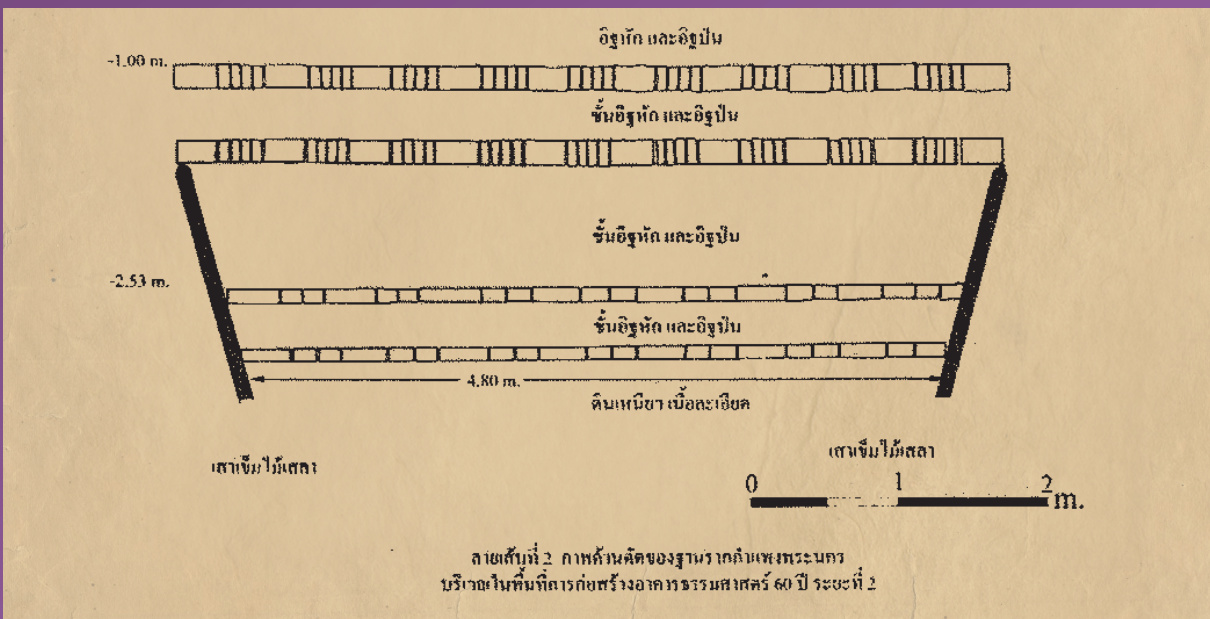 อิฐหัก และอิฐป่น
-1.00 m.
ชั้นอิฐหัก และอิฐป่น
ชั้นอิฐหัก และอิฐป่น
-2.53 m.
ชั้นอิฐหัก และอิฐป่น
4.80 m.
ดินเหนียว เนื้อละเอียด
เสาเข็มไม้เสลา
เสาเข็มไม้เสลา
0 1 2 m.
ลายเส้นที่ 2 ภาพด้านตัดของฐานรากกำแพงพระนคร
บริเวณในพื้นที่การก่อสร้างอาคารธรรมศาสตร์ 60 ปี ระยะที่ 2